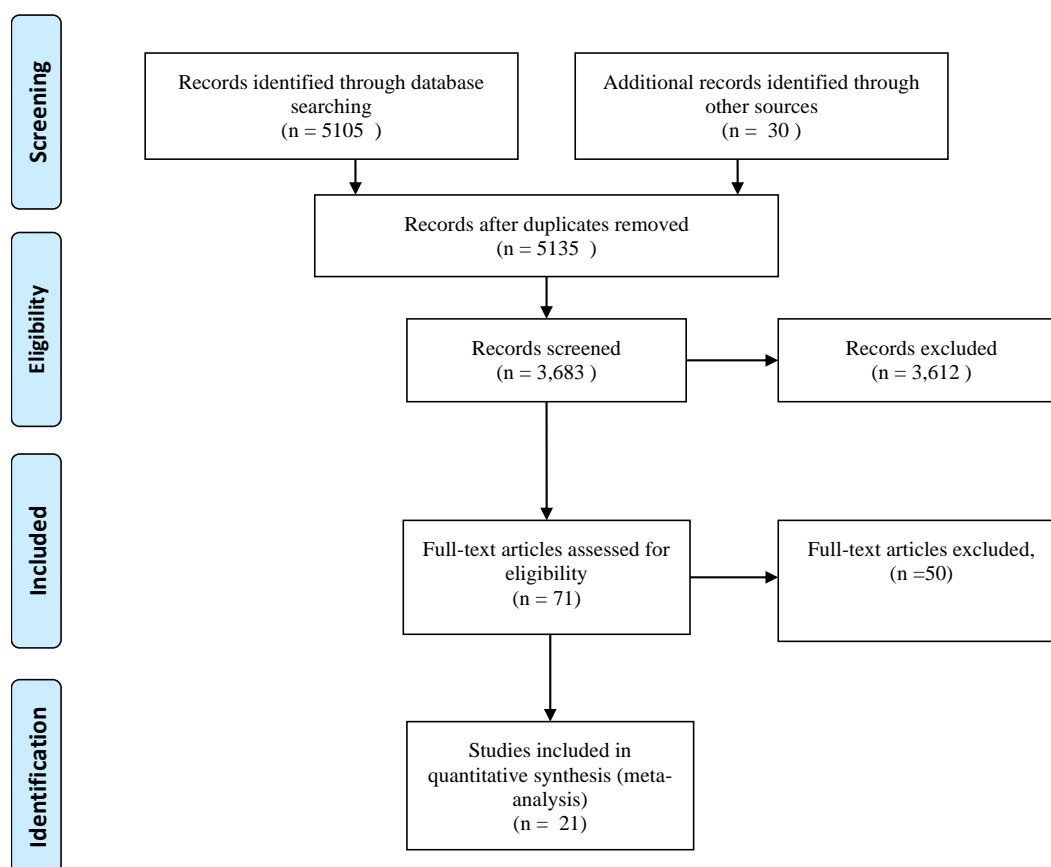 Screening
Records identified through database
searching
(n = 5105 )
Additional records identified through
other sources
(n = 30 )
Records after duplicates removed
(n = 5135 )
Eligibility
Records screened
(n = 3,683 )
Records excluded
(n = 3,612 )
Included
Full-text articles assessed for
eligibility
(n = 71)
Full-text articles excluded,
(n =50)
Identification
Studies included in
quantitative synthesis (meta-
analysis)
(n = 21)